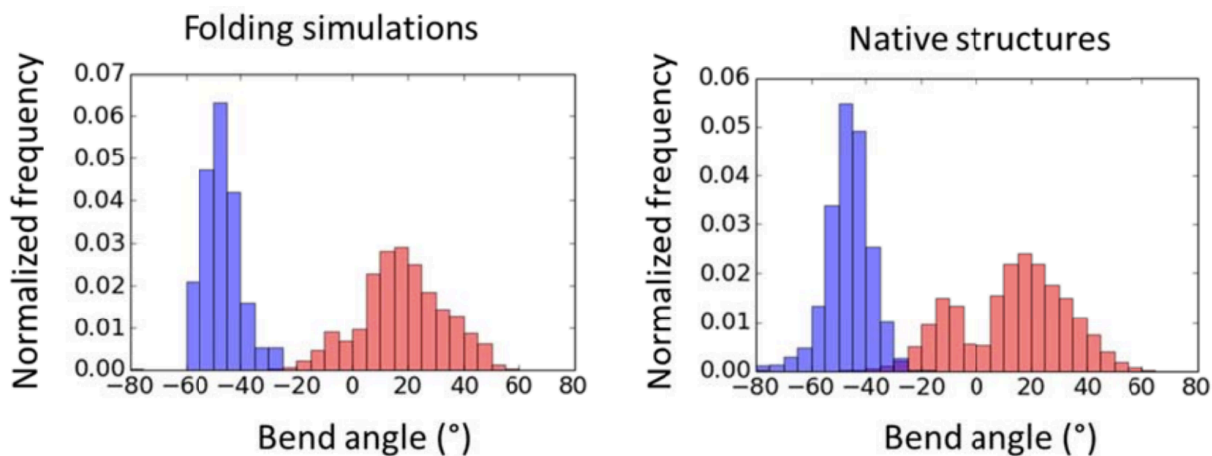 Folding simulations
Normalized frequency
0.07
0.06
0.05
0.04
0.03
0.02
0.01
0.00
−80 −60 −40 −20 0 20 40 60 80
Bend angle (°)
Native structures
Normalized frequency
0.06
0.05
0.04
0.03
0.02
0.01
0.00
−80 −60 −40 −20 0 20 40 60 80
Bend angle (°)